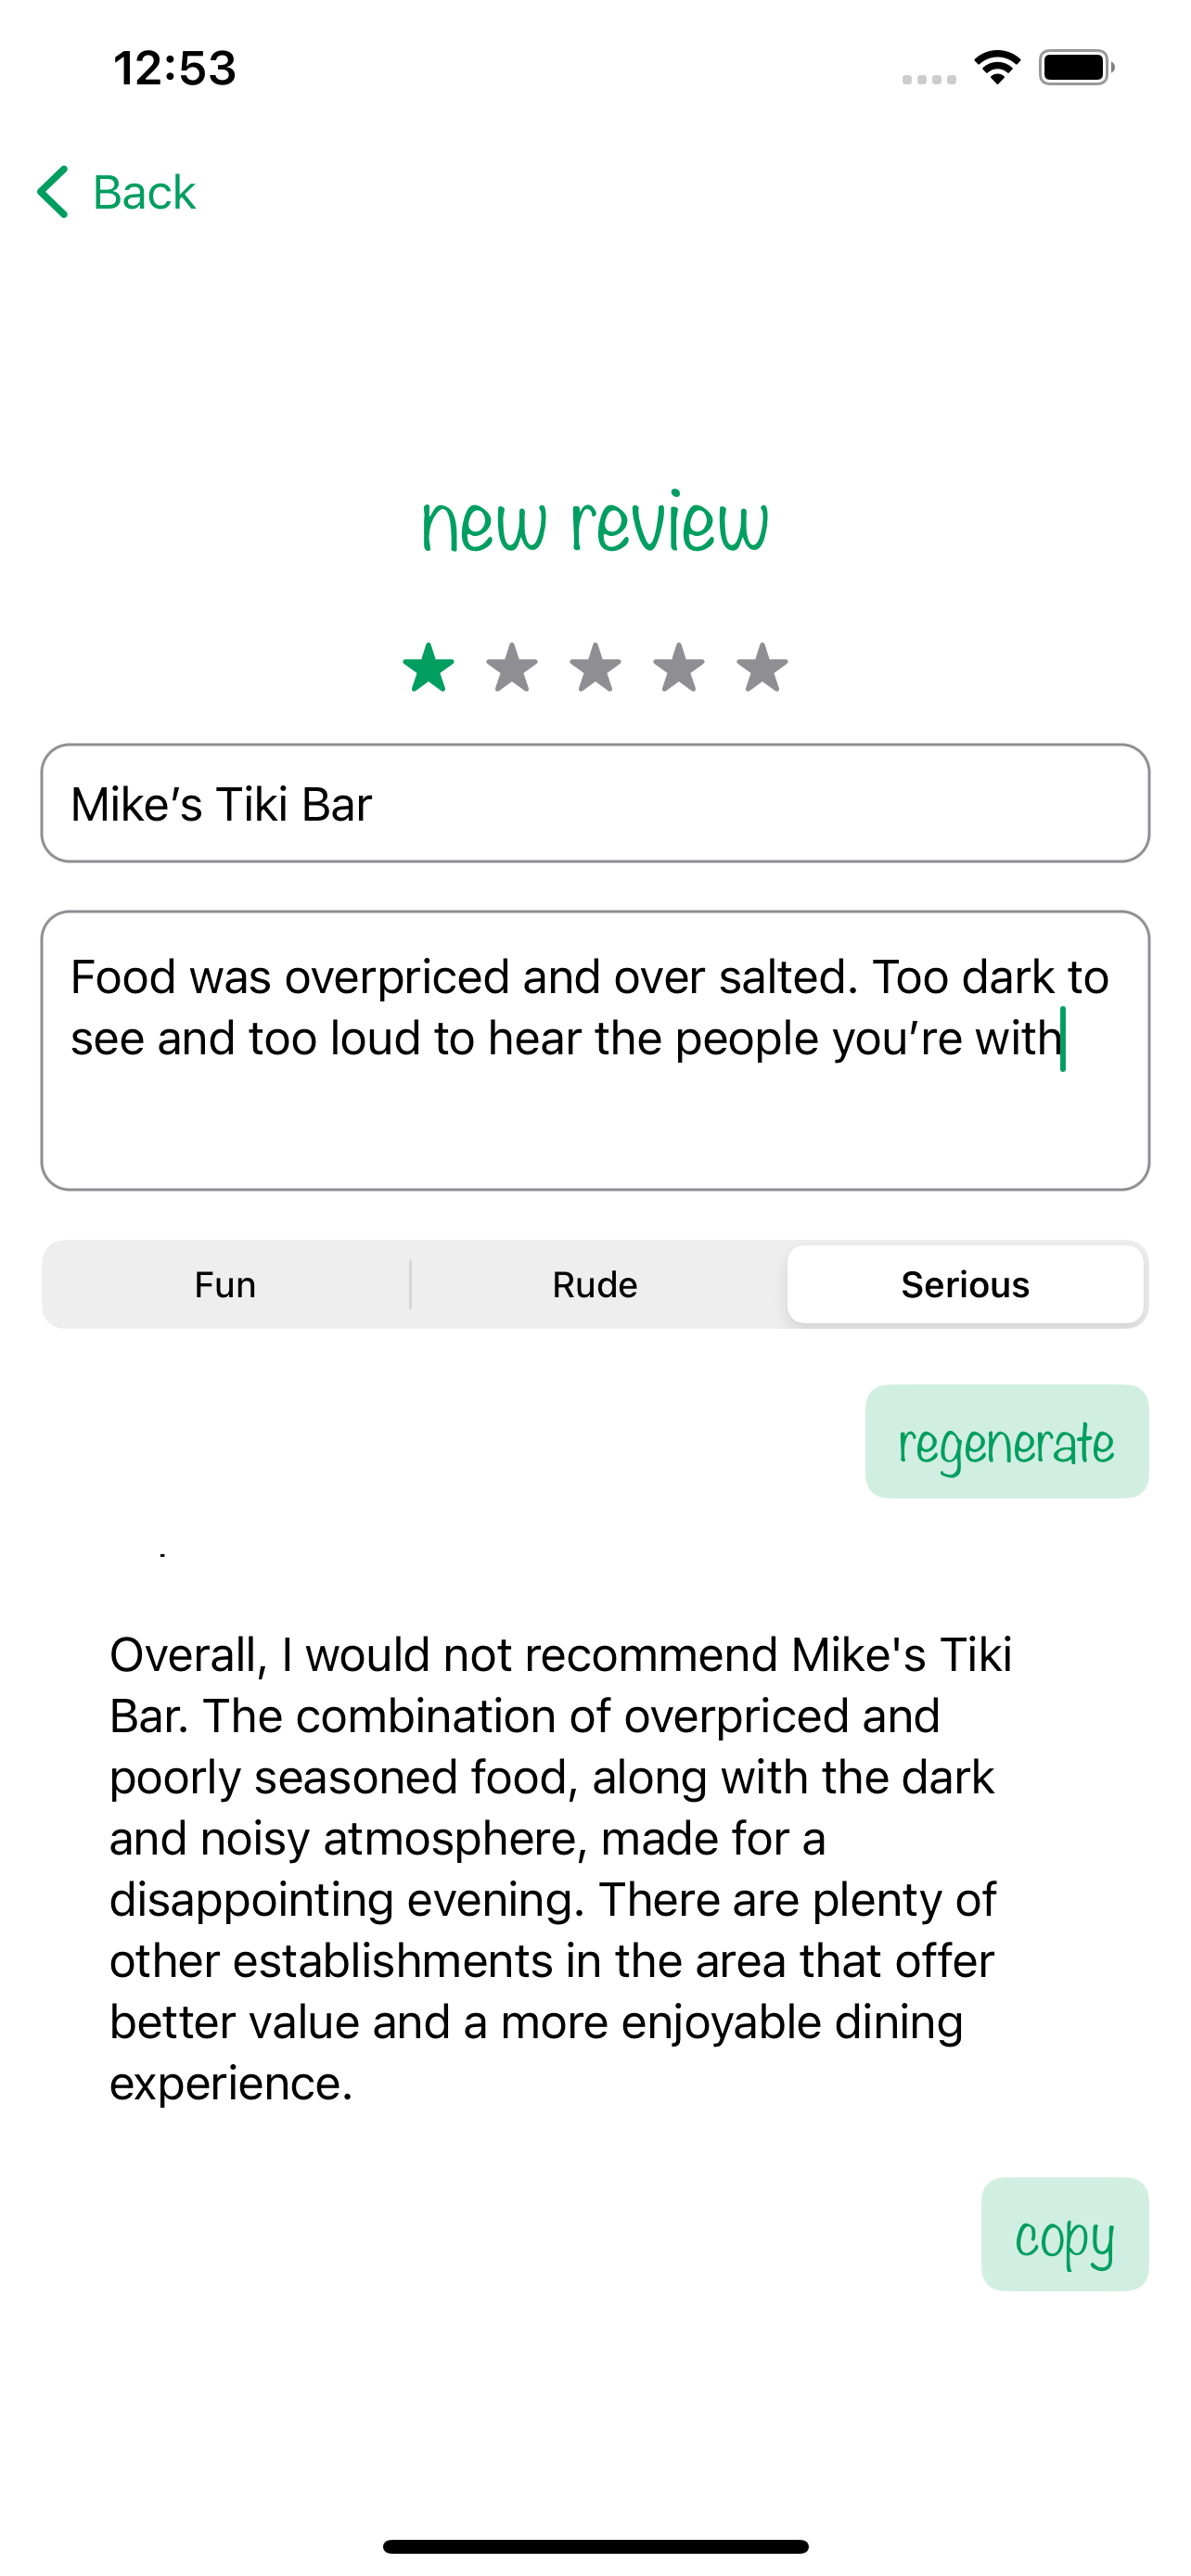 12:53
Back
new review
Mike’s Tiki Bar
Food was overpriced and over salted. Too dark to
see and too loud to hear the people you’re with
Fun
Rude
Serious
regenerate
Overall, I would not recommend Mike's Tiki
Bar. The combination of overpriced and
poorly seasoned food, along with the dark
and noisy atmosphere, made for a
disappointing evening. There are plenty of
other establishments in the area that offer
better value and a more enjoyable dining
experience.
copy